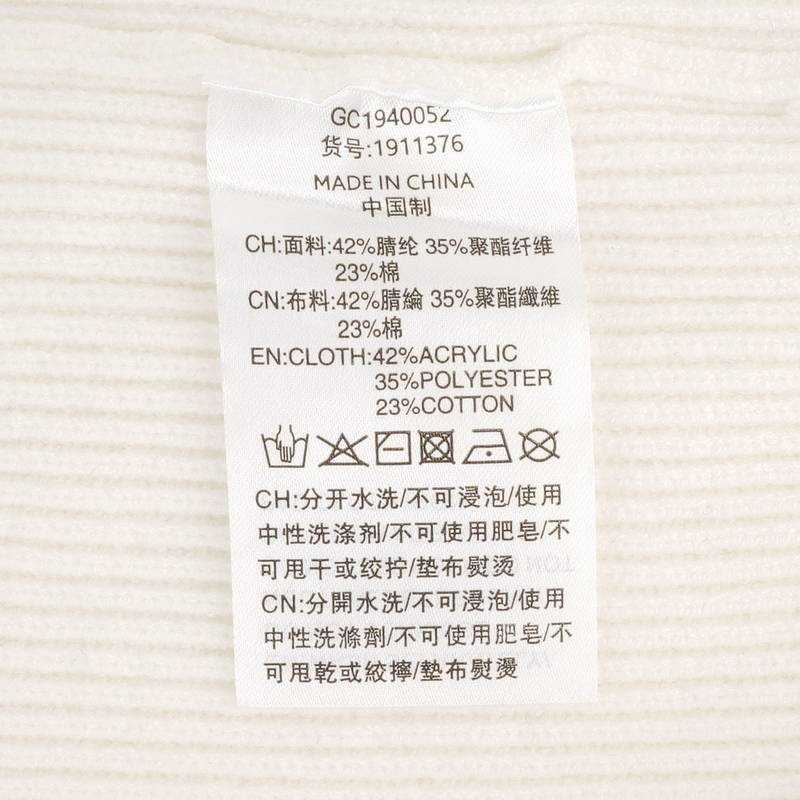 GC1940052
货号:1911376
MADE IN CHINA
中国制
CH:面料:42%腈纶 35%聚酯纤维
23%棉
CN:布料:42%腈綸 35%聚酯纖維
23%棉
EN:CLOTH:42%ACRYLIC
35%POLYESTER
23%COTTON
CH:分开水洗/不可浸泡/使用
中性洗涤剂/不可使用肥皂/不
可甩干或绞拧/垫布熨烫
CN:分開水洗/不可浸泡/使用
中性洗滌劑/不可使用肥皂/不
可甩乾或絞擰/墊布熨燙